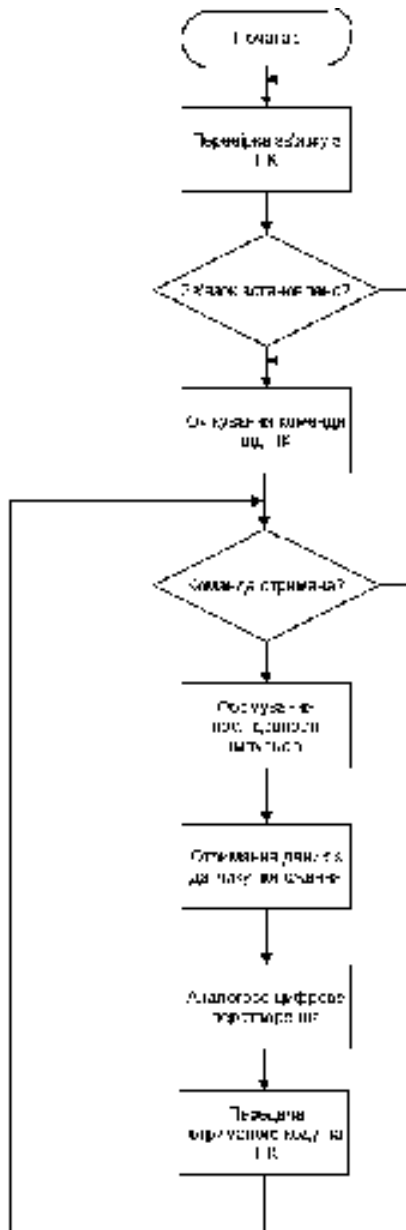 Початок
Перевірка зв'язку з
ПК
Зв'язок встановлено?
Очікування команди
від ПК
Команда отримана?
Формування
послідовності
імпульсів
Отримання даних з
датчику
Аналогово цифрове
перетворення
Передача
отриманого коду на
ПК